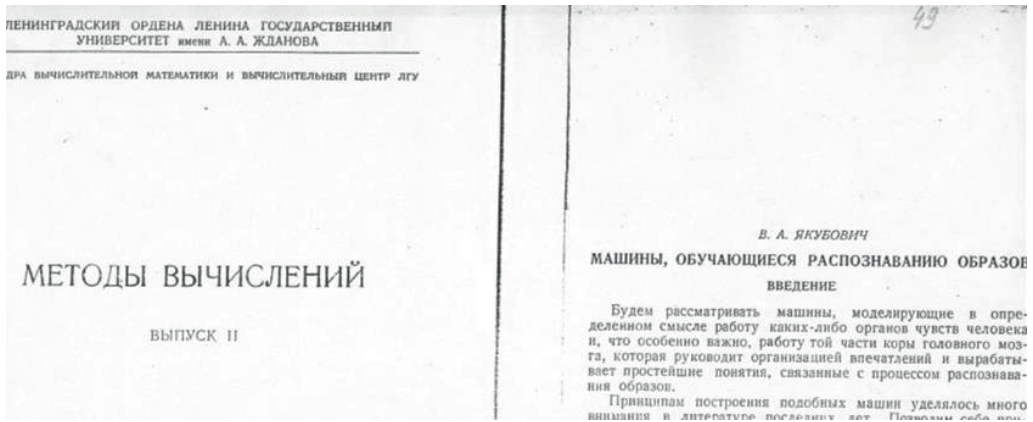 ЛЕНИНГРАДСКИЙ ОРДЕНА ЛЕНИНА ГОСУДАРСТВЕННЫЙ
УНИВЕРСИТЕТ имени А. А. ЖДАНОВА
ДРА ВЫЧИСЛИТЕЛЬНОЙ МАТЕМАТИКИ И ВЫЧИСЛИТЕЛЬНЫЙ ЦЕНТР ЛГУ
МЕТОДЫ ВЫЧИСЛЕНИЙ
ВЫПУСК II
49
В. А. ЯКУБОВИЧ
МАШИНЫ, ОБУЧАЮЩИЕСЯ РАСПОЗНАВАНИЮ ОБРАЗОВ
ВВЕДЕНИЕ
Будем рассматривать машины, моделирующие в опре-
деленном смысле работу каких-либо органов чувств человека
и, что особенно важно, работу той части коры головного моз-
га, которая руководит организацией впечатлений и вырабаты-
вает простейшие понятия, связанные с процессом распознава-
ния образов.
Принципам построения подобных машин уделялось много
внимания в литературе последних лет. Позволим себе при-